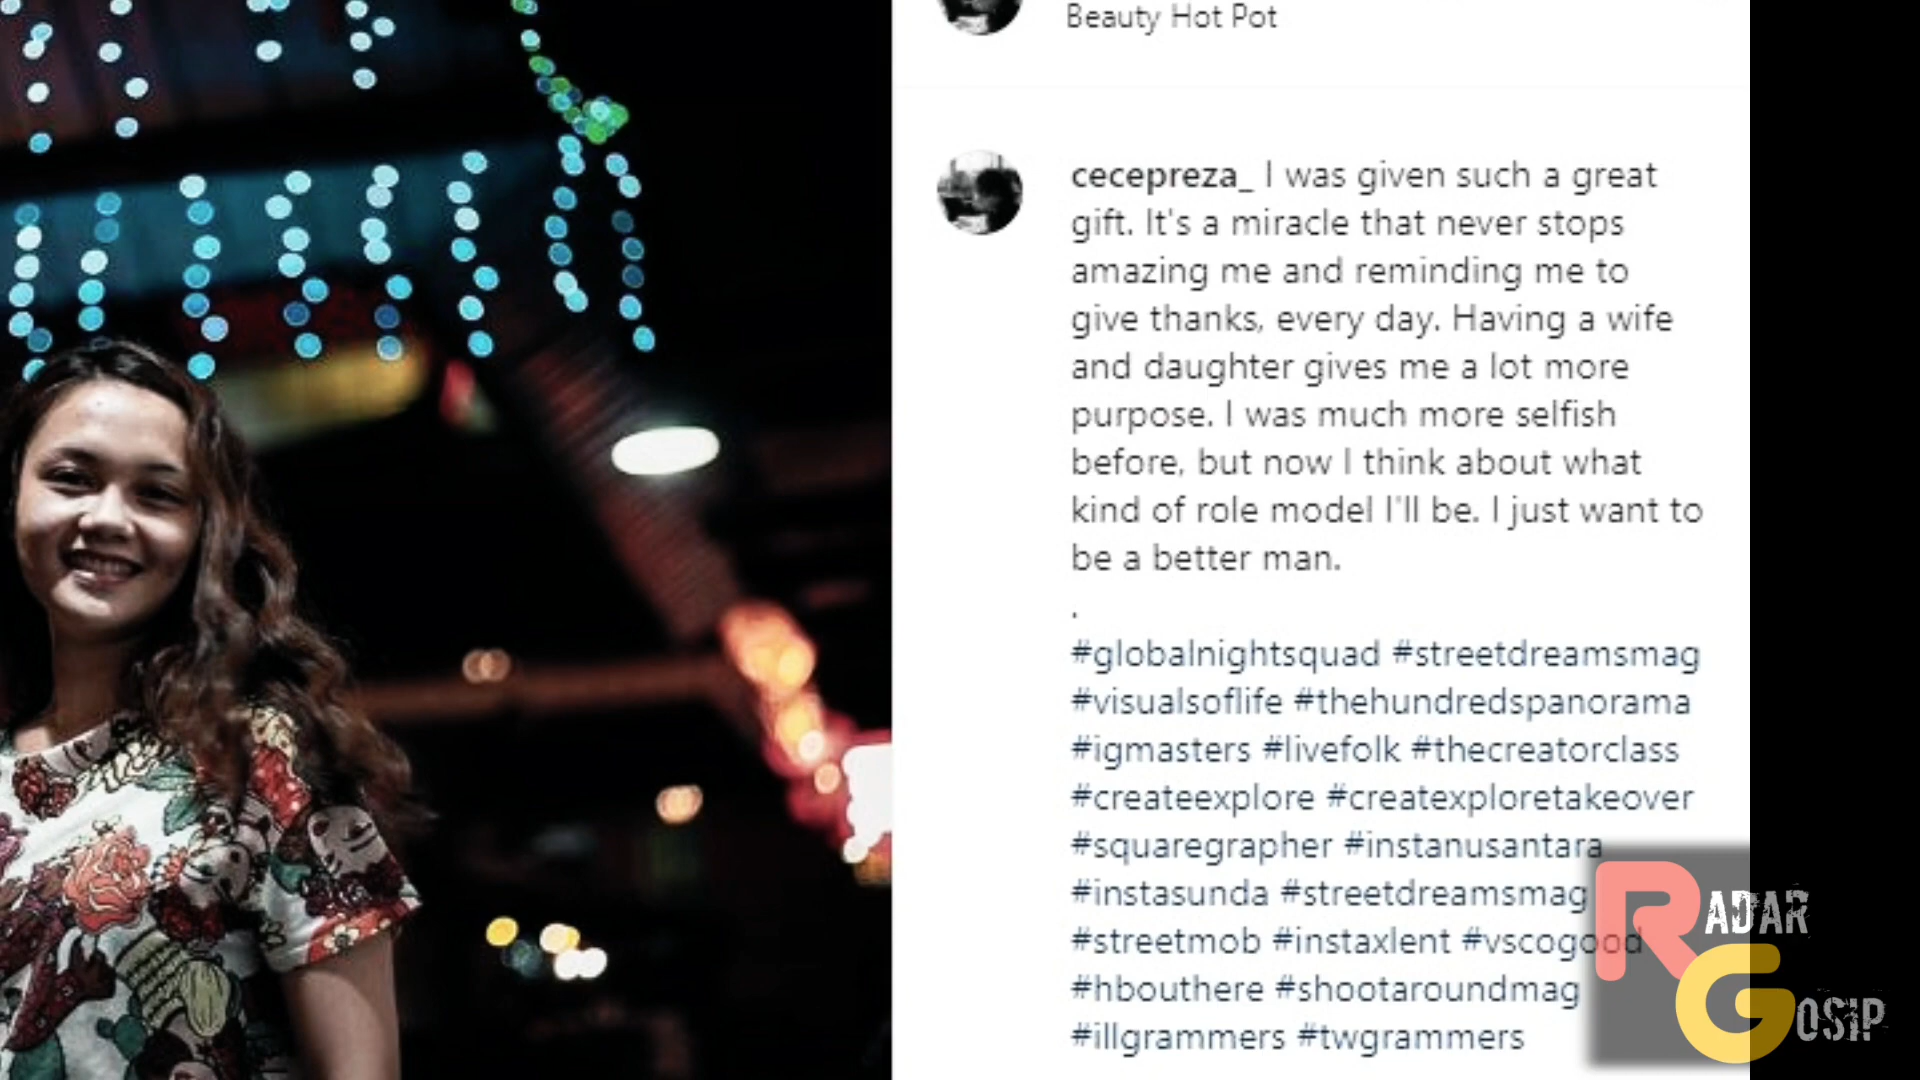 Beauty Hot Pot
cecepreza_ I was given such a great
gift. It's a miracle that never stops
amazing me and reminding me to
give thanks, every day. Having a wife
and daughter gives me a lot more
purpose. I was much more selfish
before, but now I think about what
kind of role model I'll be. I just want to
be a better man.
.
#globalnightsquad #streetdreamsmag
#visualsoflife #thehundredspanorama
#igmasters #livefolk #thecreatorclass
#createexplore #createxploretakeover
#squaregrapher #instanusantara
#instasunda #streetdreamsmag
#streetmob #instaxlent #vscogood
#hbouthere #shootaroundmag
#illgrammers #twgrammers
RADAR
GOSIP